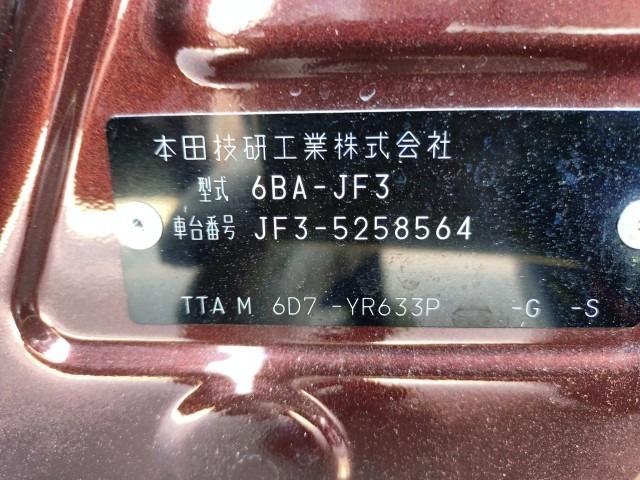 本田技研工業株式会社
型式 6BA-JF3
車台番号 JF3-5258564
TTA M 6D7 -YR633P -G -S